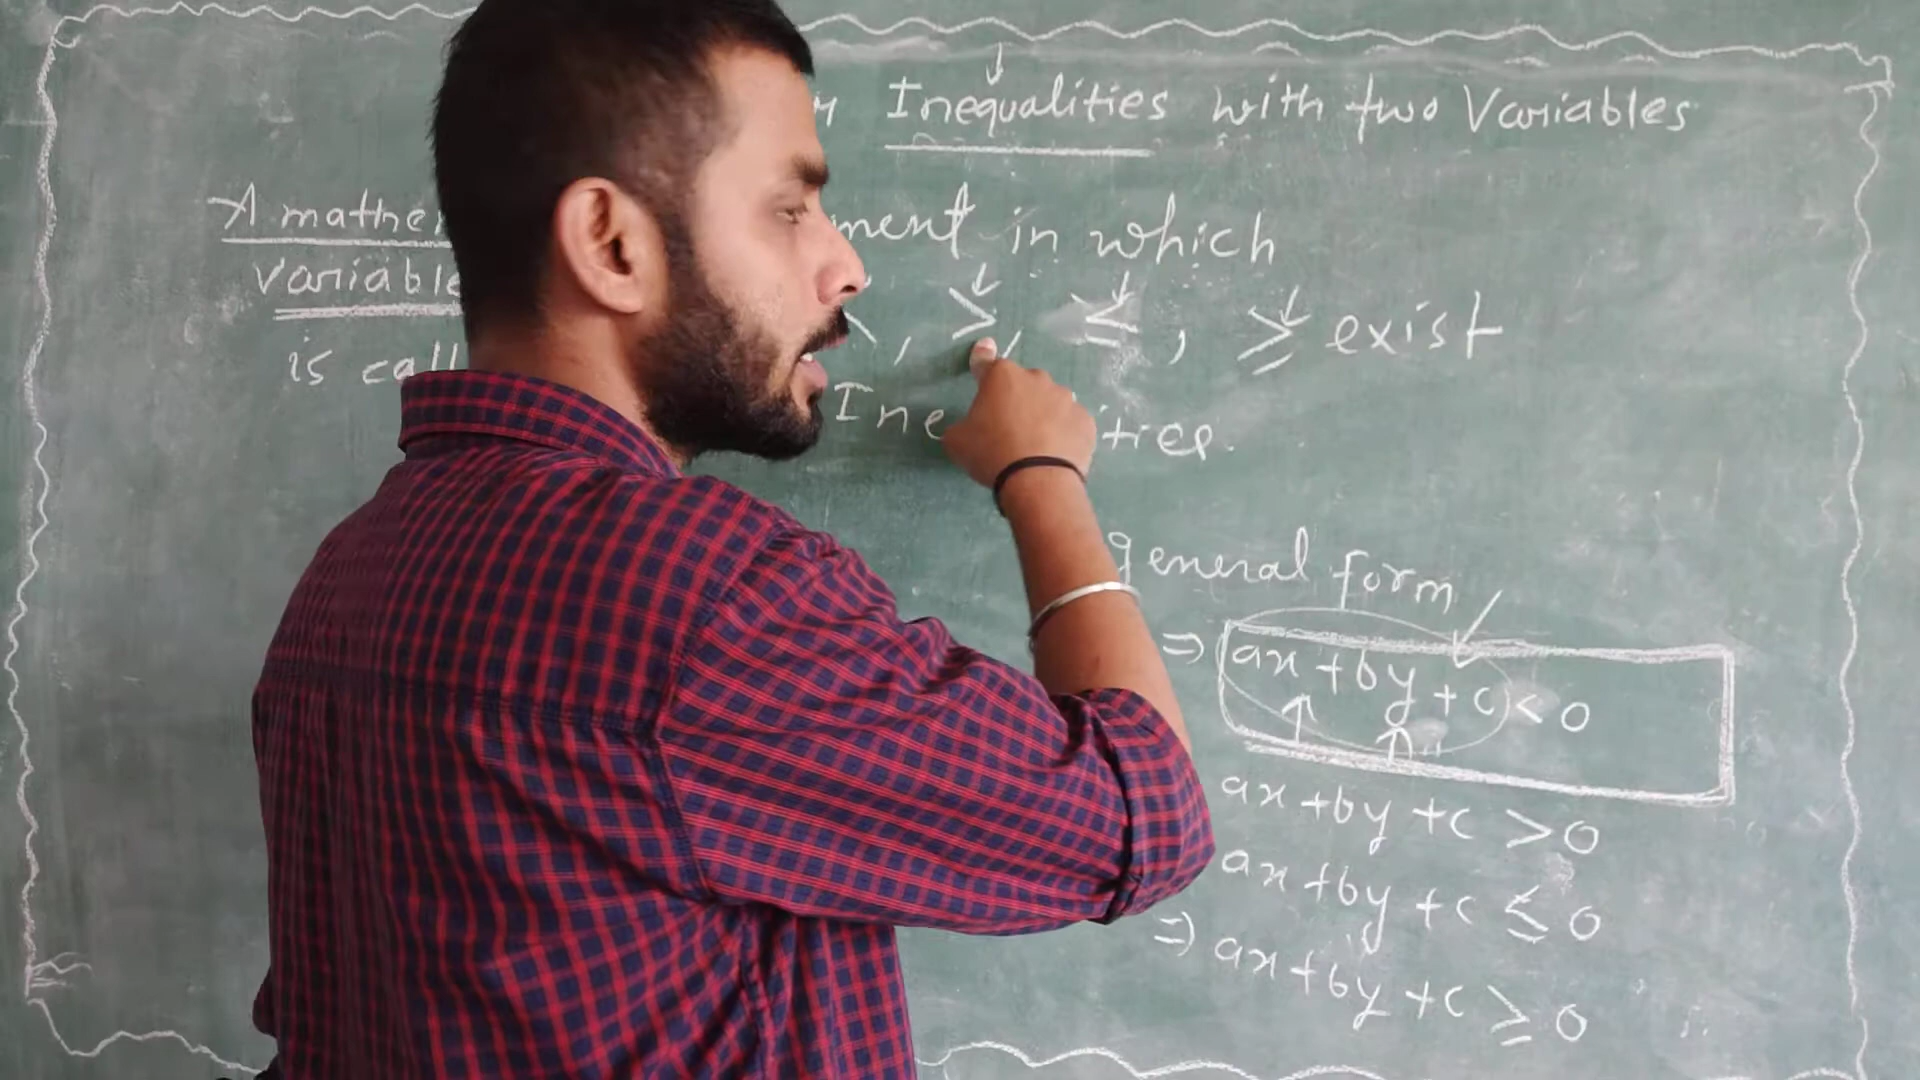 Inequalities with two Variables
A mathe ment in which
variable , >, ≤, ≥ exist
is call Ine tice.
general form
⇒ ax+by+c<0
ax+by+c >0
ax+by+c ≤ 0
⇒ ax+by+c ≥ 0